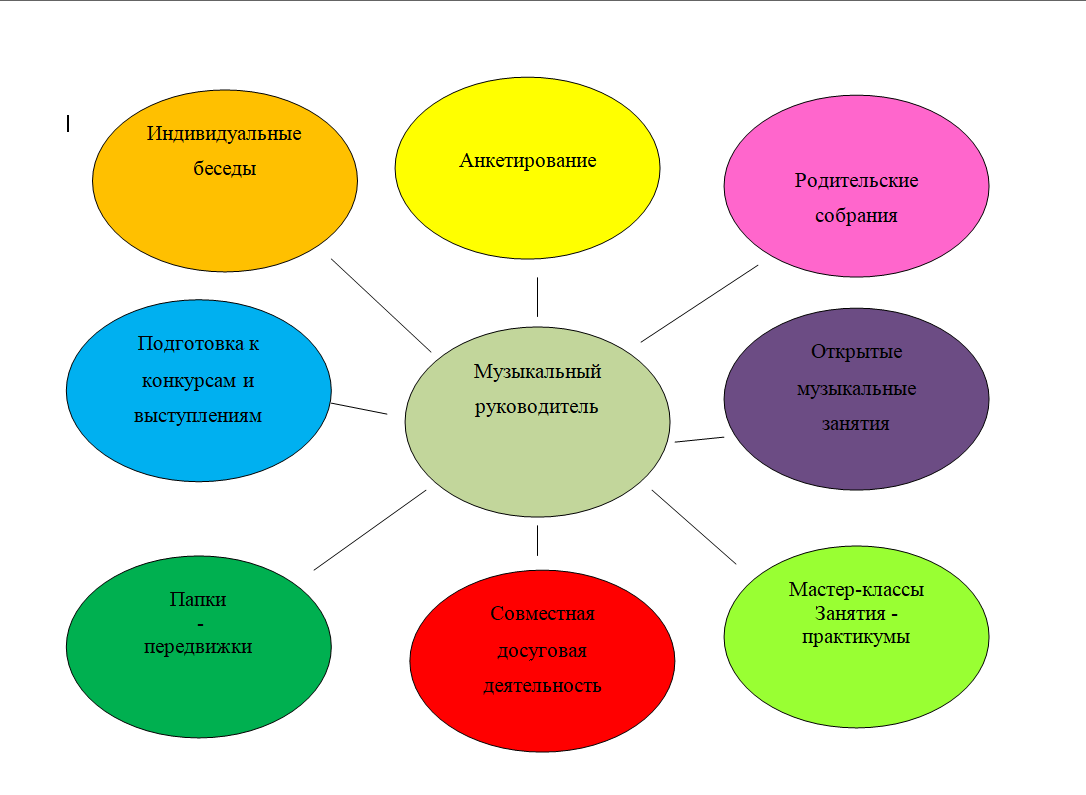 Индивидуальные
беседы
Анкетирование
Родительские
собрания
Подготовка к
конкурсам и
выступлениям
Музыкальный
руководитель
Открытые
музыкальные
занятия
Папки
-
передвижки
Совместная
досуговая
деятельность
Мастер-классы
Занятия -
практикумы